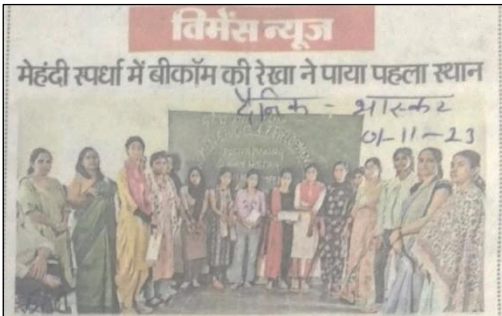 विमेंस न्यूज
मेहंदी स्पर्धा में बीकॉम की रेखा ने पाया पहला स्थान
दैनिक - भास्कर
01-11-23